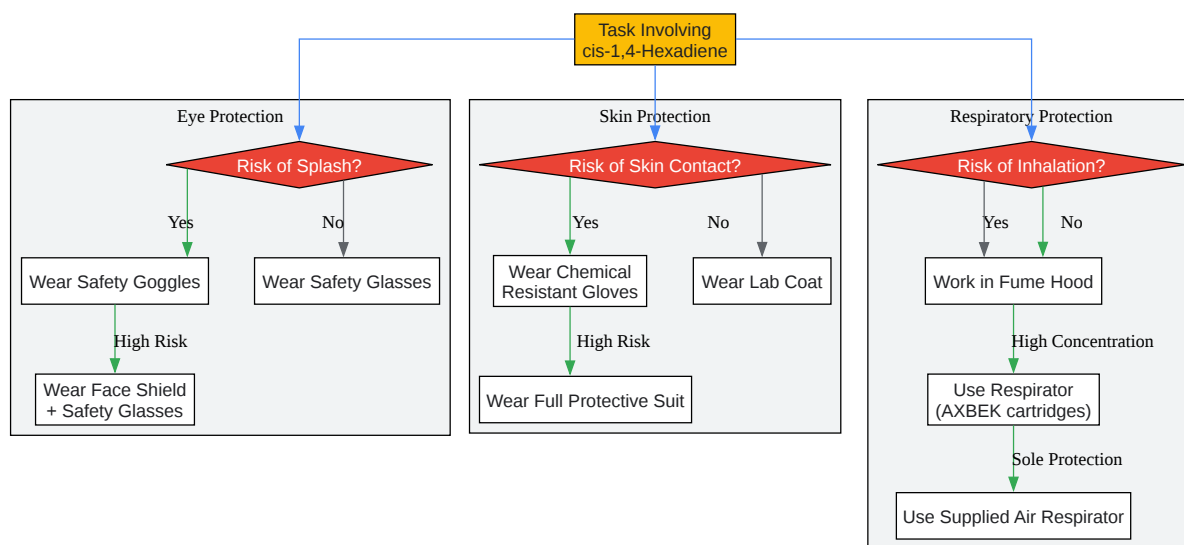 Task Involving
cis-1,4-Hexadiene
Eye Protection
Risk of Splash?
Yes
No
Wear Safety Goggles
Wear Safety Glasses
High Risk
Wear Face Shield
+ Safety Glasses
Skin Protection
Risk of Skin Contact?
Yes
No
Wear Chemical
Resistant Gloves
Wear Lab Coat
High Risk
Wear Full Protective Suit
Respiratory Protection
Risk of Inhalation?
Yes
No
Work in Fume Hood
High Concentration
Use Respirator
(AXBEK cartridges)
Sole Protection
Use Supplied Air Respirator